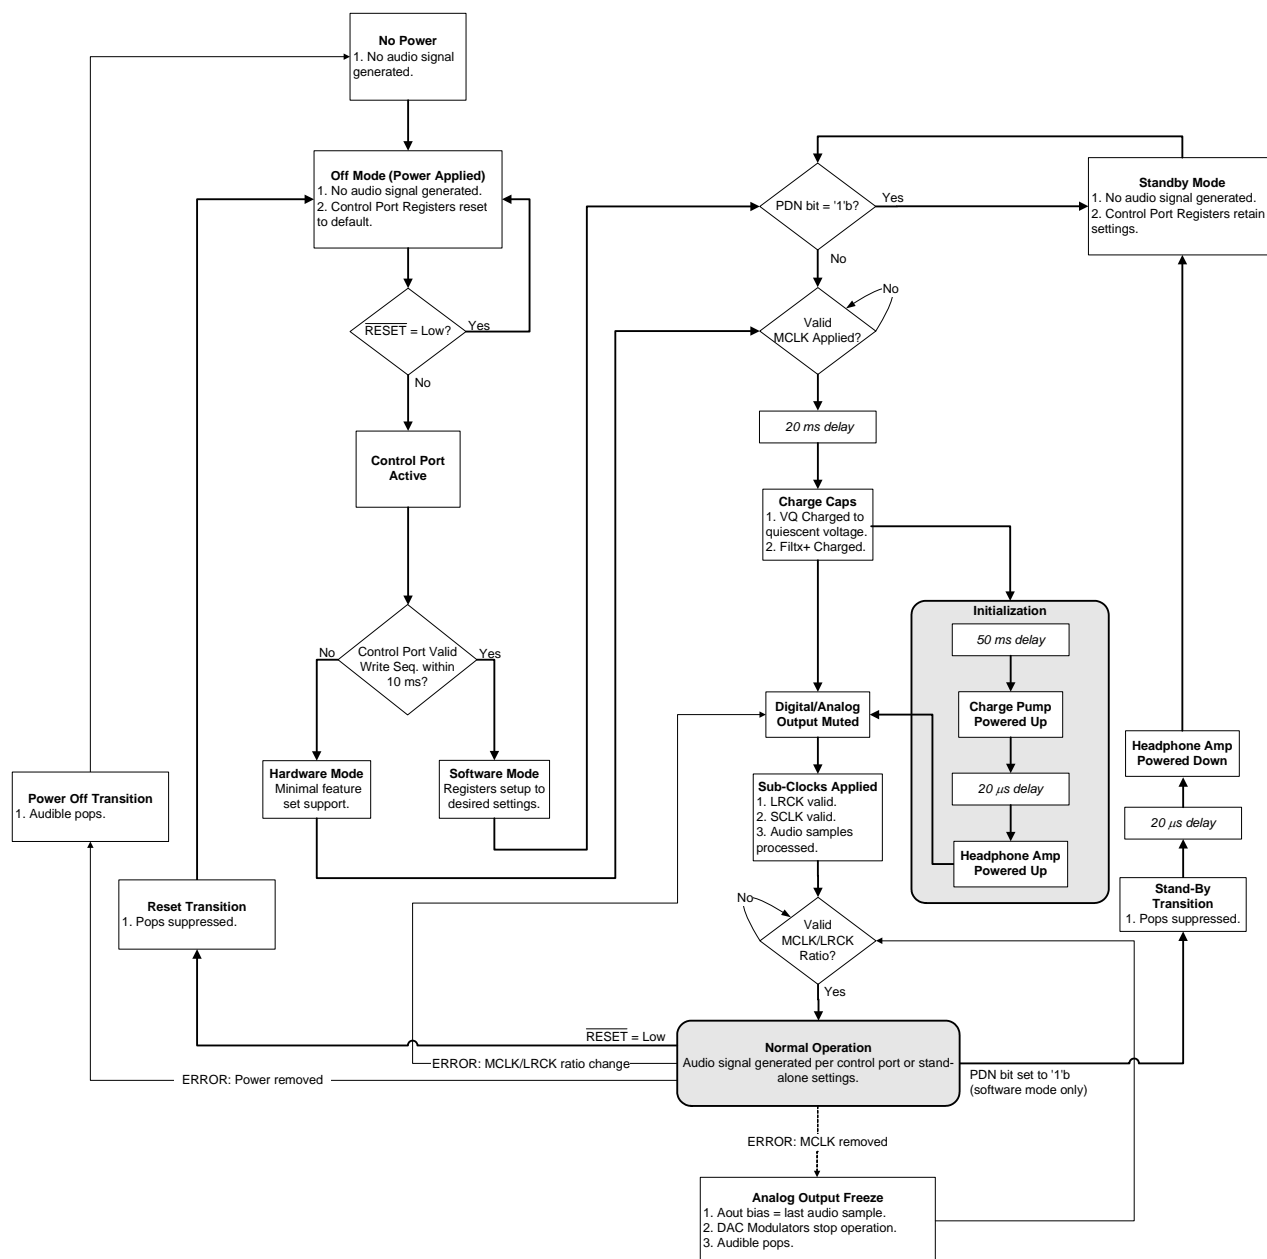 No Power
1. No audio signal
generated.
Off Mode (Power Applied)
1. No audio signal generated.
2. Control Port Registers reset
to default.
RESET = Low?
Yes
No
Control Port
Active
Control Port Valid
Write Seq. within
10 ms?
No
Yes
Hardware Mode
Minimal feature
set support.
Software Mode
Registers setup to
desired settings.
Power Off Transition
1. Audible pops.
Reset Transition
1. Pops suppressed.
PDN bit = '1'b?
Yes
No
Standby Mode
1. No audio signal generated.
2. Control Port Registers retain
settings.
Valid
MCLK Applied?
No
20 ms delay
Charge Caps
1. VQ Charged to
quiescent voltage.
2. Filtx+ Charged.
Initialization
50 ms delay
Charge Pump
Powered Up
20 μs delay
Headphone Amp
Powered Up
Digital/Analog
Output Muted
Sub-Clocks Applied
1. LRCK valid.
2. SCLK valid.
3. Audio samples
processed.
No
Valid
MCLK/LRCK
Ratio?
Yes
Headphone Amp
Powered Down
20 μs delay
Stand-By
Transition
1. Pops suppressed.
RESET = Low
ERROR: MCLK/LRCK ratio change
ERROR: Power removed
Normal Operation
Audio signal generated per control port or stand-
alone settings.
PDN bit set to '1'b
(software mode only)
ERROR: MCLK removed
Analog Output Freeze
1. Aout bias = last audio sample.
2. DAC Modulators stop operation.
3. Audible pops.